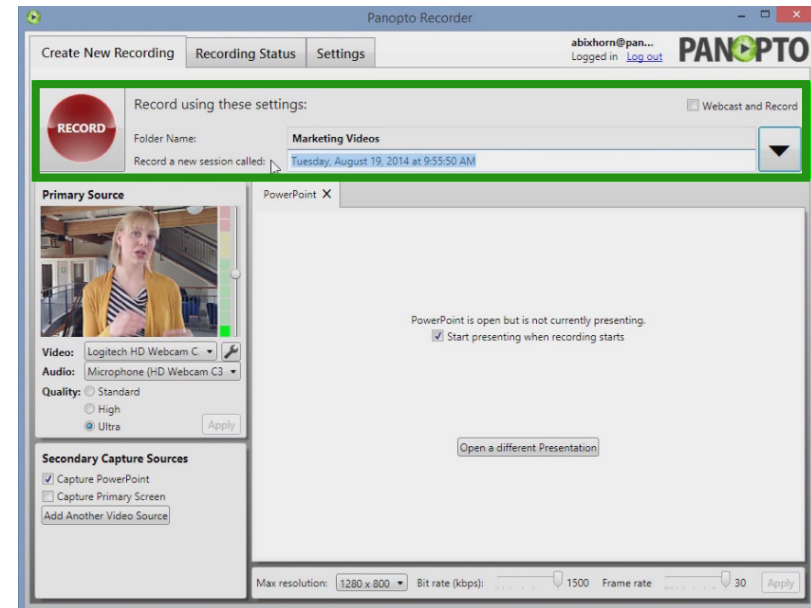 Panopto Recorder
Create New Recording Recording Status Settings
abixhorn@pan...
Logged in Log out
PANOPTO
RECORD
Record using these settings:
Webcast and Record
Folder Name: Marketing Videos
Record a new session called: Tuesday, August 19, 2014 at 9:55:50 AM
Primary Source
PowerPoint X
PowerPoint is open but is not currently presenting.
Start presenting when recording starts
Video: Logitech HD Webcam C
Audio: Microphone (HD Webcam C3
Quality: Standard
High
Ultra
Apply
Open a different Presentation
Secondary Capture Sources
Capture PowerPoint
Capture Primary Screen
Add Another Video Source
Max resolution: 1280 x 800 Bit rate (kbps): 1500 Frame rate 30 Apply